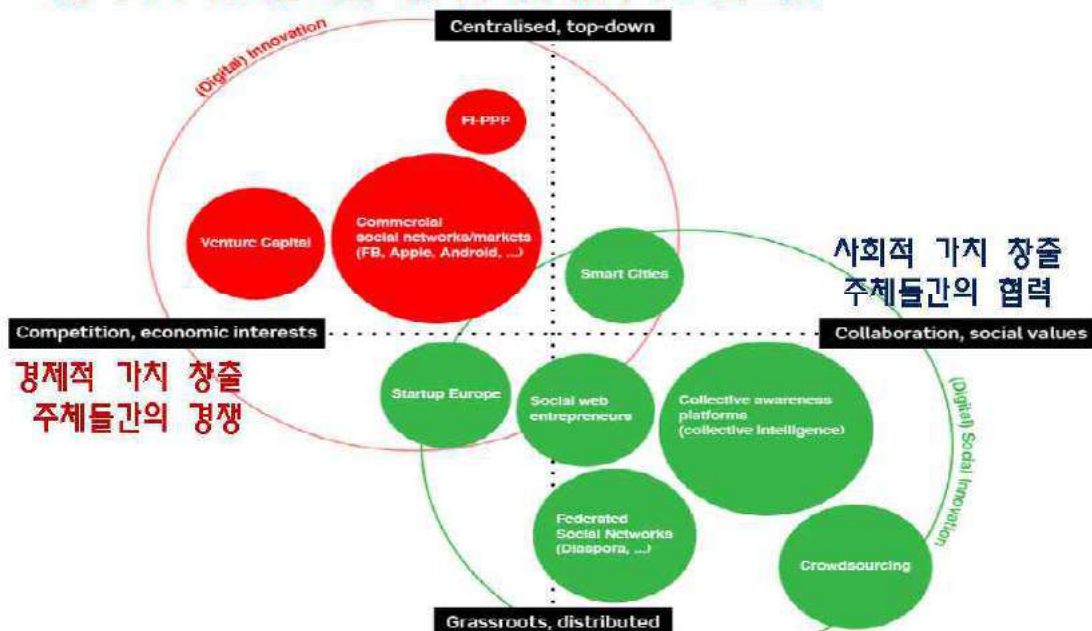 Centralised, top-down
(Digital) Innovation
FI-PPP
Venture Capital
Commercial
social networks/markets
(FB, Apple, Android, ...)
Smart Cities
사회적 가치 창출
주체들간의 협력
Competition, economic interests
Collaboration, social values
경제적 가치 창출
주체들간의 경쟁
Startup Europe
Social web
entrepreneurs
Collective awareness
platforms
(collective intelligence)
(Digital) Social Innovation
Federated
Social Networks
(Diaspora, ...)
Crowdsourcing
Grassroots, distributed